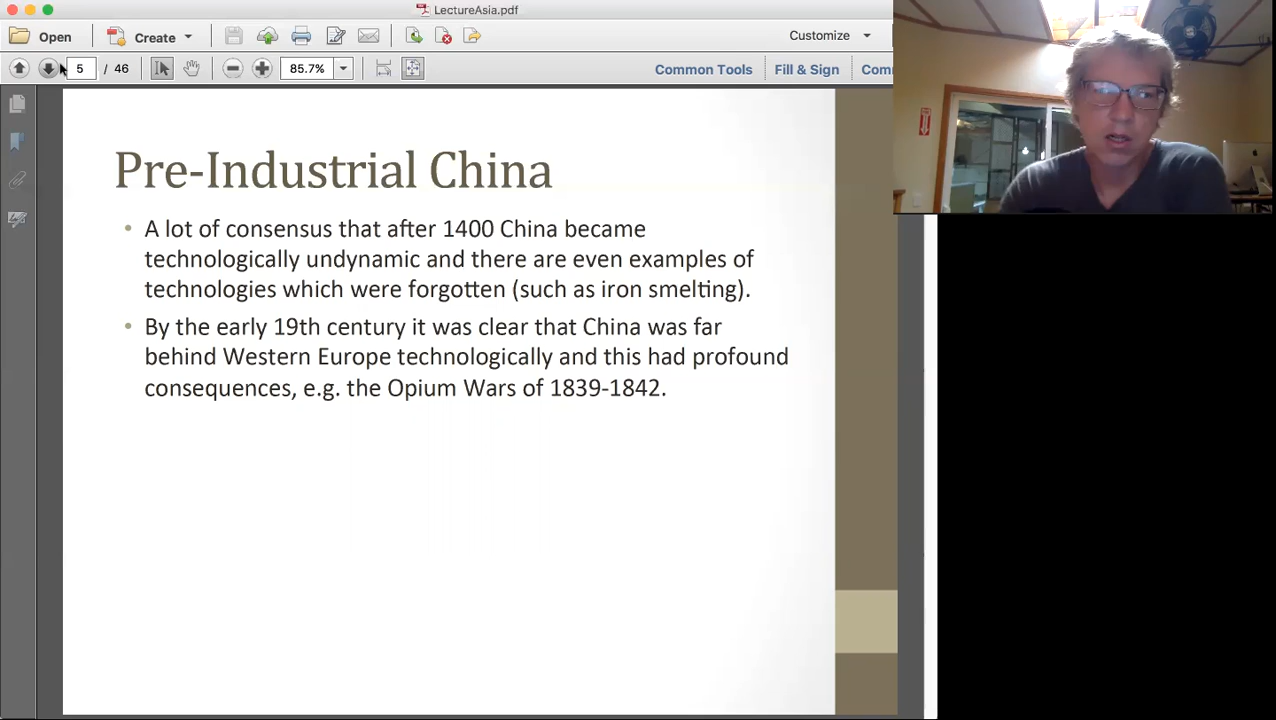 LectureAsia.pdf
Open
Create
Customize
5 / 46
85.7%
Common Tools
Fill & Sign
Com
Pre-Industrial China
• A lot of consensus that after 1400 China became
technologically undynamic and there are even examples of
technologies which were forgotten (such as iron smelting).
• By the early 19th century it was clear that China was far
behind Western Europe technologically and this had profound
consequences, e.g. the Opium Wars of 1839-1842.